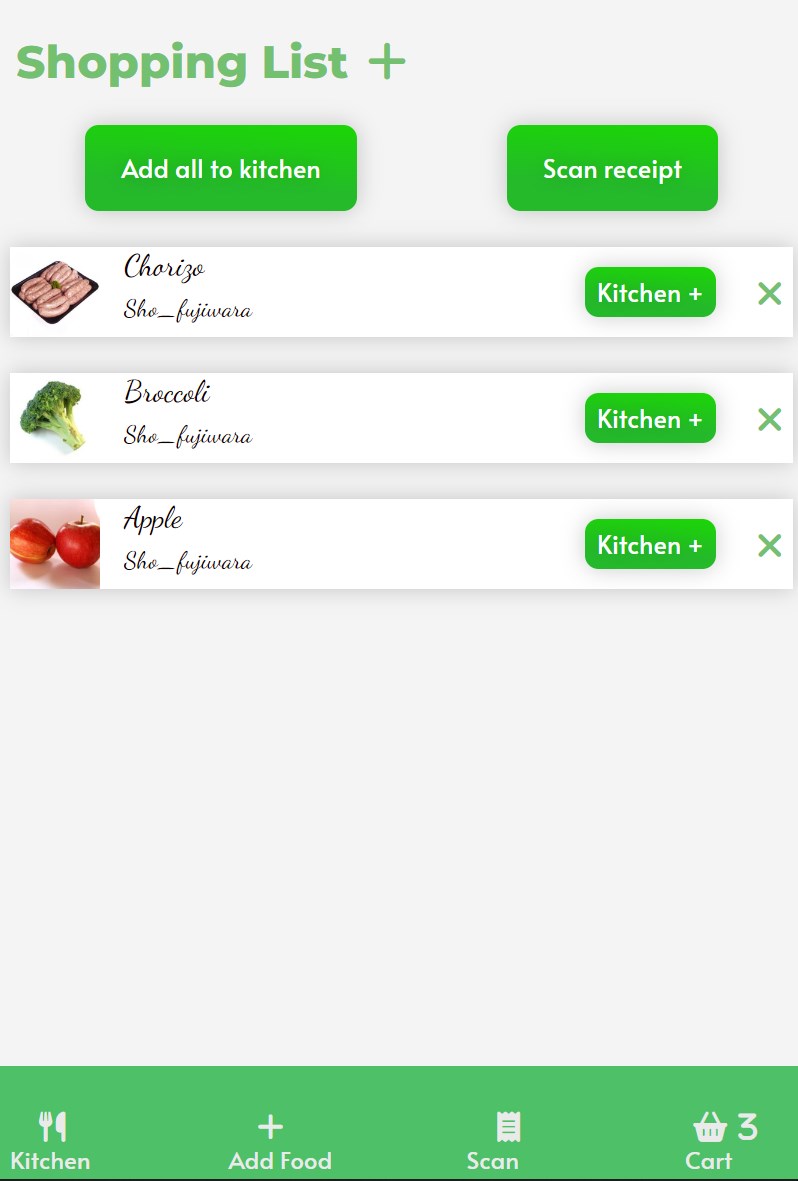 Shopping List +
Add all to kitchen
Scan receipt
Chorizo
Sho_fujiwara
Kitchen +
Broccoli
Sho_fujiwara
Kitchen +
Apple
Sho_fujiwara
Kitchen +
3
Kitchen
Add Food
Scan
Cart